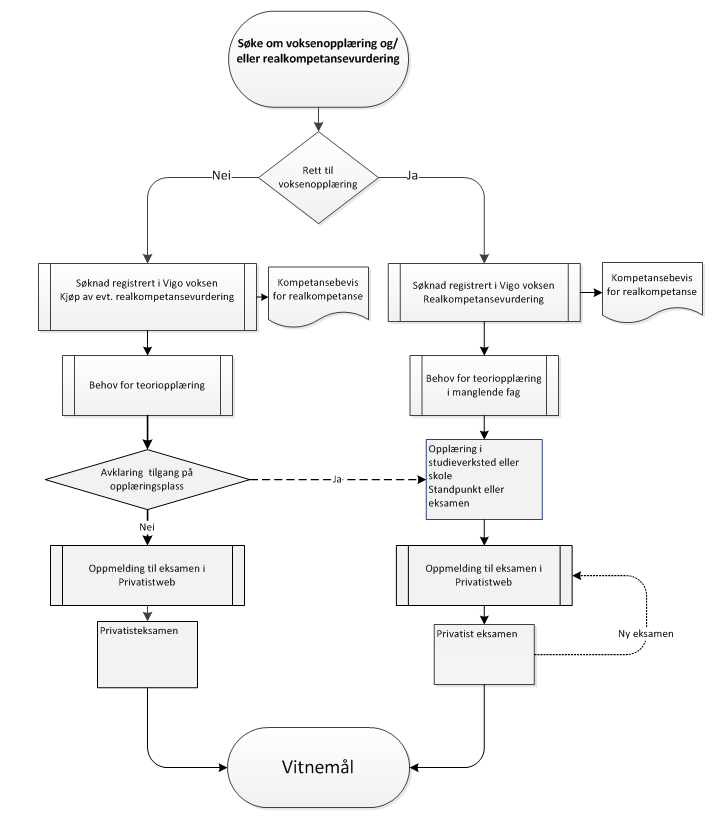 Søke om voksenopplæring og/
eller realkompetansevurdering
Rett til
voksenopplæring
Nei
Ja
Søknad registrert i Vigo voksen
Kjøp av evt. realkompetansevurdering
Kompetansebevis
for realkompetanse
Søknad registrert i Vigo voksen
Realkompetansevurdering
Kompetansebevis
for realkompetanse
Behov for teoriopplæring
Behov for teoriopplæring
i manglende fag
Avklaring tilgang på
opplæringsplass
Ja
Opplæring i
studieverksted eller
skole
Standpunkt eller
eksamen
Nei
Oppmelding til eksamen i
Privatistweb
Oppmelding til eksamen i
Privatistweb
Privatisteksamen
Privatist eksamen
Ny eksamen
Vitnemål